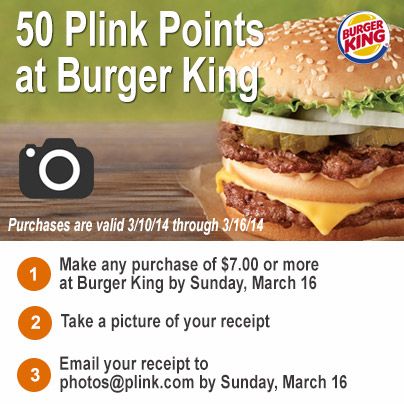 50 Plink Points
at Burger King
BURGER
KING
Purchases are valid 3/10/14 through 3/16/14
1
Make any purchase of $7.00 or more
at Burger King by Sunday, March 16
2
Take a picture of your receipt
3
Email your receipt to
photos@plink.com by Sunday, March 16